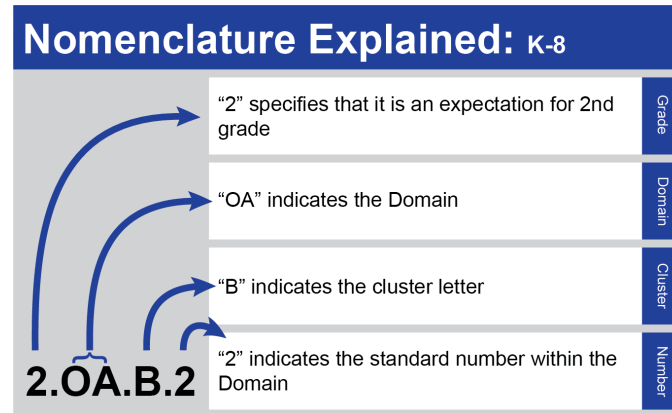 Nomenclature Explained: K-8
“2” specifies that it is an expectation for 2nd
grade
Grade
“OA” indicates the Domain
Domain
“B” indicates the cluster letter
Cluster
“2” indicates the standard number within the
Domain
Number
2.OA.B.2